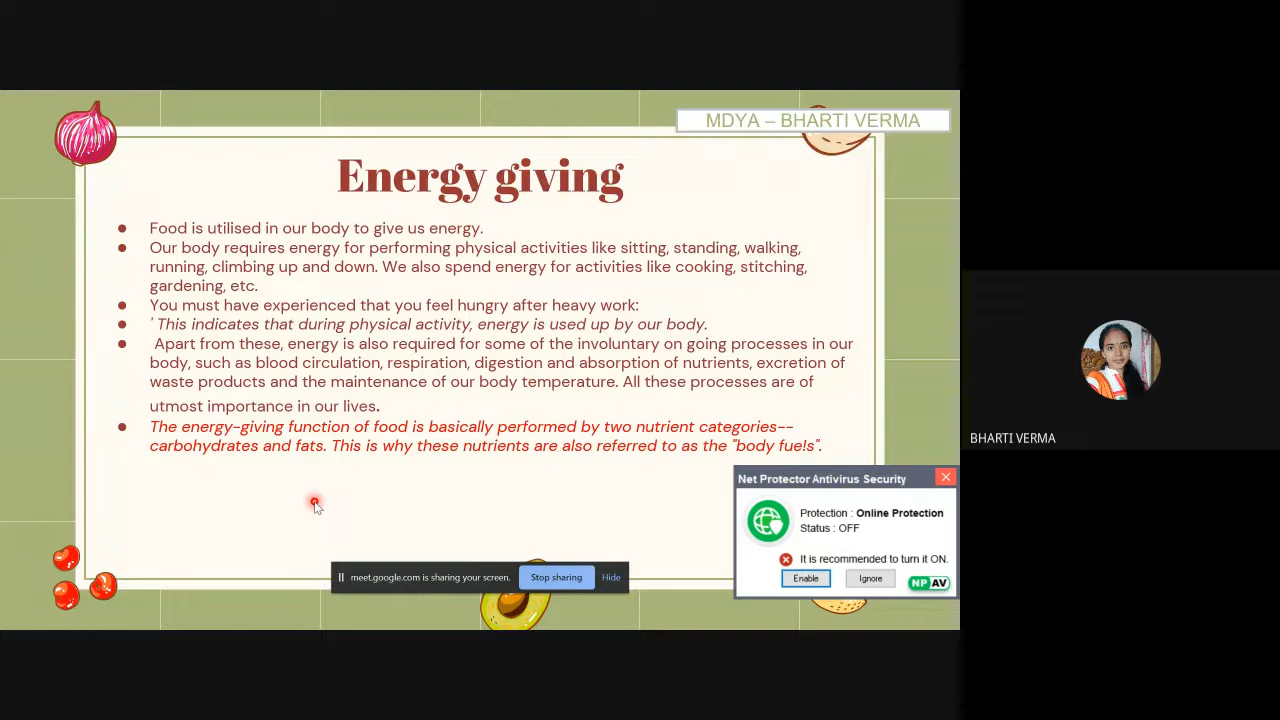 MDYA – BHARTI VERMA
Energy giving
● Food is utilised in our body to give us energy.
● Our body requires energy for performing physical activities like sitting, standing, walking,
running, climbing up and down. We also spend energy for activities like cooking, stitching,
gardening, etc.
● You must have experienced that you feel hungry after heavy work:
● ' This indicates that during physical activity, energy is used up by our body.
● Apart from these, energy is also required for some of the involuntary on going processes in our
body, such as blood circulation, respiration, digestion and absorption of nutrients, excretion of
waste products and the maintenance of our body temperature. All these processes are of
utmost importance in our lives.
● The energy-giving function of food is basically performed by two nutrient categories--
carbohydrates and fats. This is why these nutrients are also referred to as the "body fue!s".
BHARTI VERMA
Net Protector Antivirus Security
Protection : Online Protection
Status : OFF
It is recommended to turn it ON.
Enable Ignore NPAV
meet.google.com is sharing your screen. Stop sharing Hide